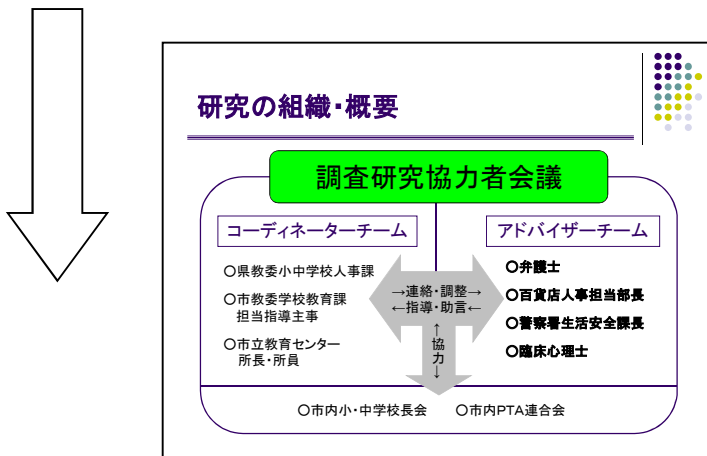 研究の組織・概要
調査研究協力者会議
コーディネーターチーム
○県教委小中学校人事課
○市教委学校教育課
担当指導主事
○市立教育センター
所長・所員
→連絡・調整→
←指導・助言←
↑協力↓
アドバイザーチーム
○弁護士
○百貨店人事担当部長
○警察署生活安全課長
○臨床心理士
○市内小・中学校長会 ○市内PTA連合会